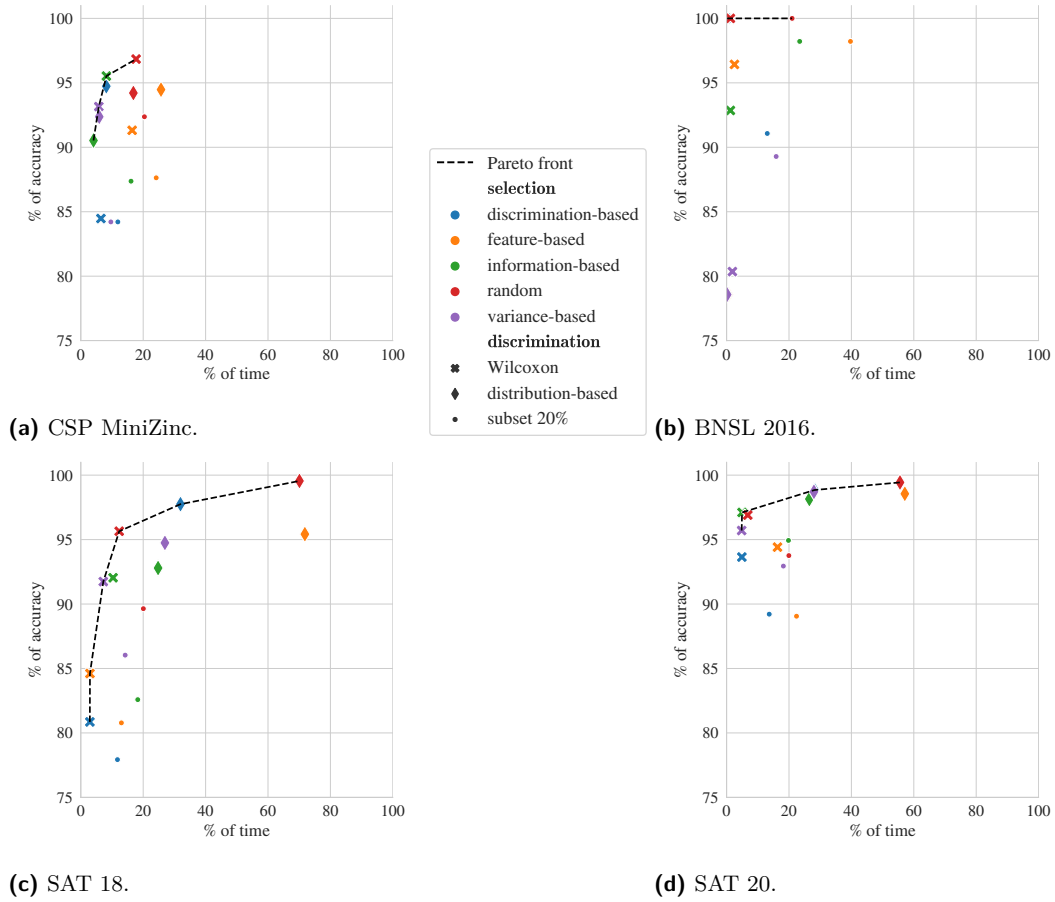 100
95
90
85
80
75
% of accuracy
0 20 40 60 80 100
% of time
(a) CSP MiniZinc.
Pareto front
selection
discrimination-based
feature-based
information-based
random
variance-based
discrimination
Wilcoxon
distribution-based
subset 20%
100
95
90
85
80
75
% of accuracy
0 20 40 60 80 100
% of time
(b) BNSL 2016.
100
95
90
85
80
75
% of accuracy
0 20 40 60 80 100
% of time
(c) SAT 18.
100
95
90
85
80
75
% of accuracy
0 20 40 60 80 100
% of time
(d) SAT 20.